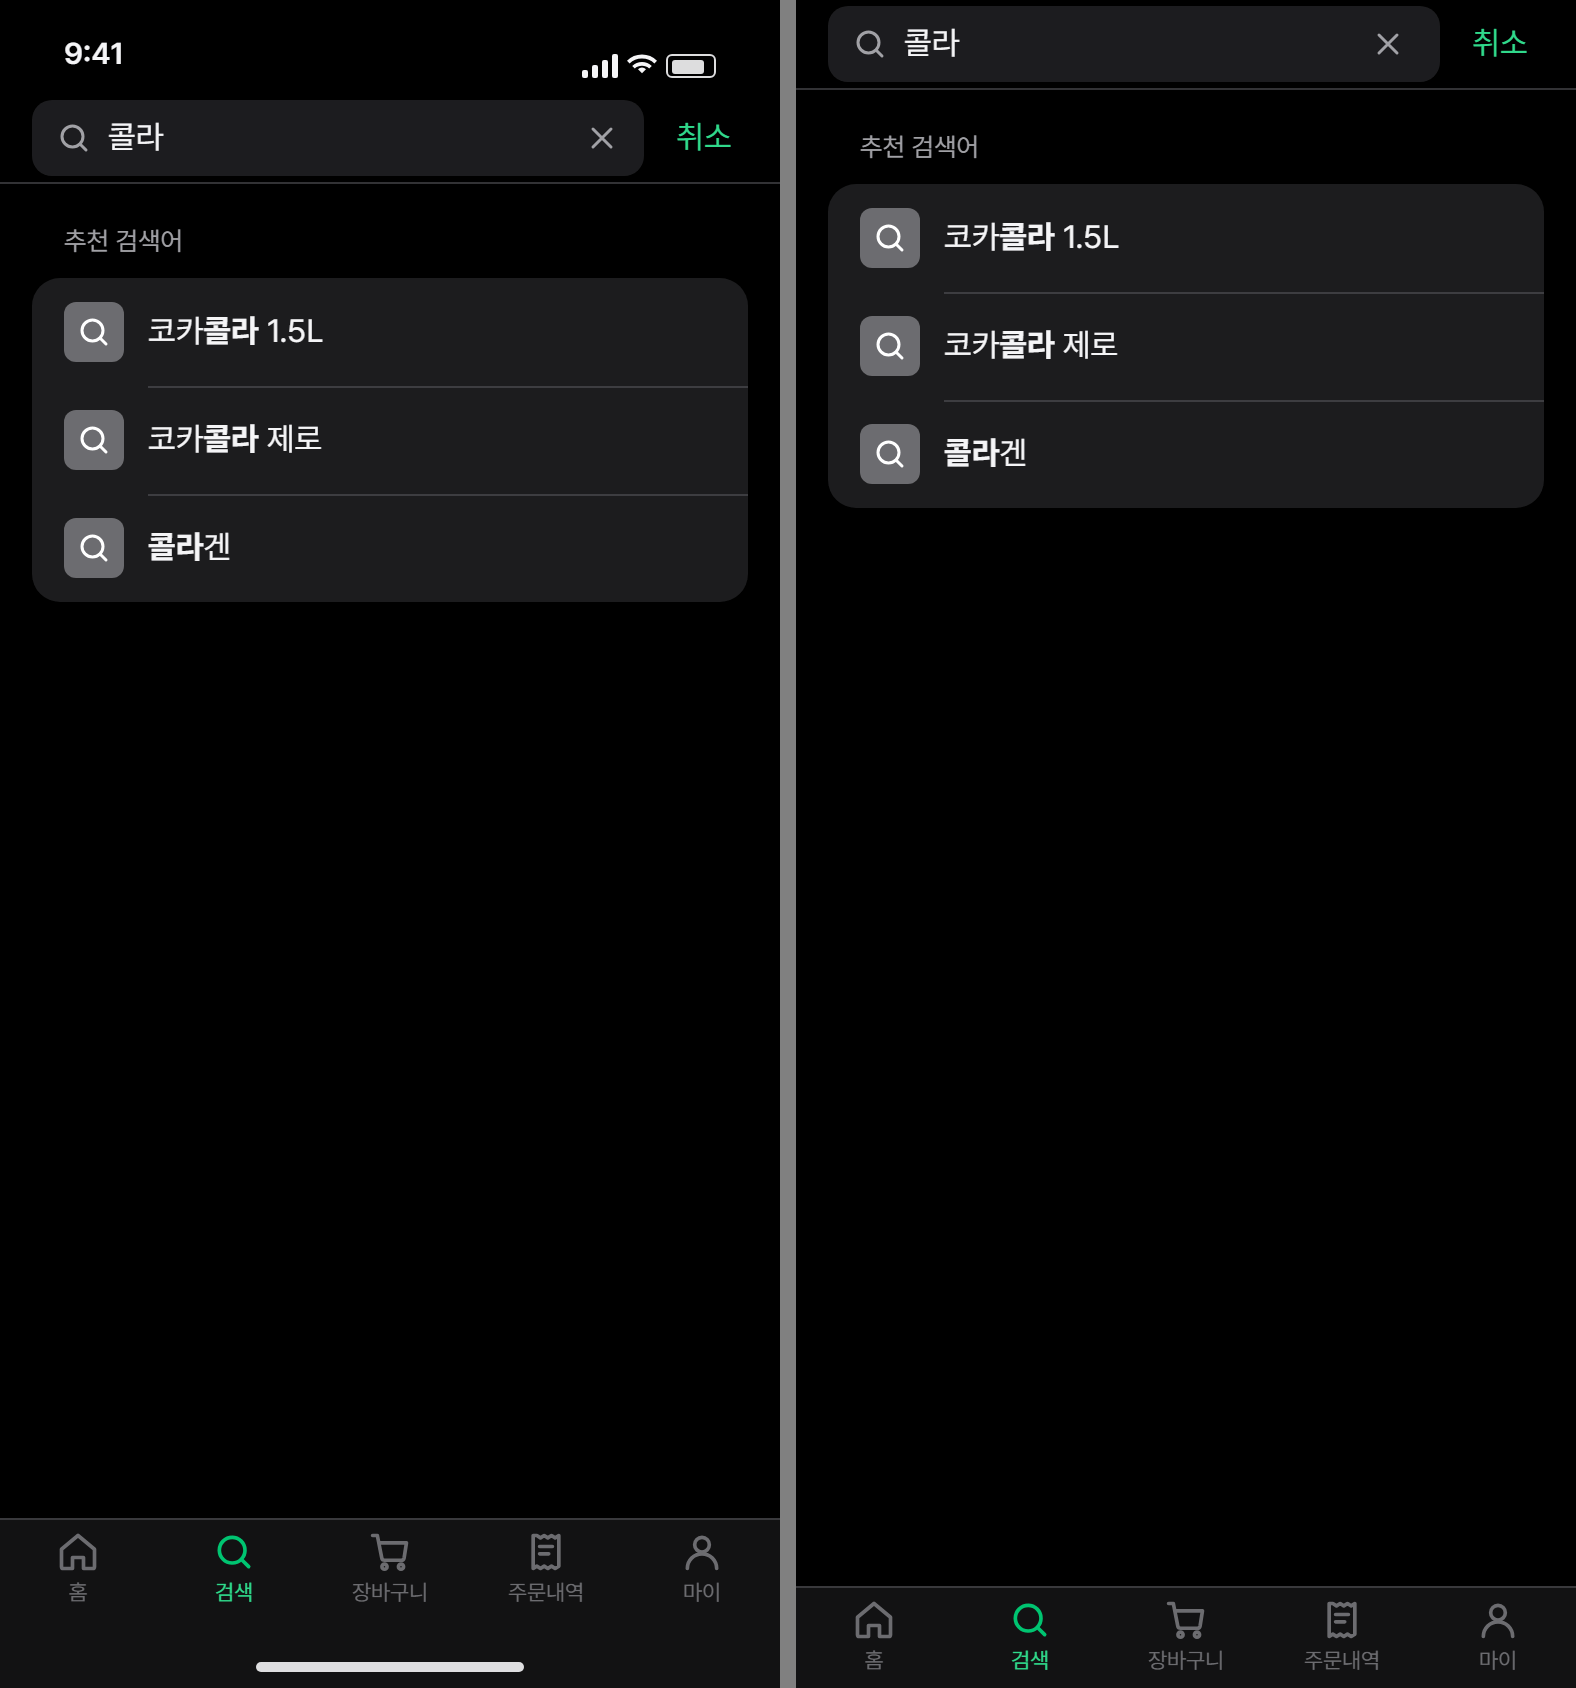 9:41
콜라
취소
추천 검색어
코카콜라 1.5L
코카콜라 제로
콜라겐
홈
검색
장바구니
주문내역
마이
콜라
취소
추천 검색어
코카콜라 1.5L
코카콜라 제로
콜라겐
홈
검색
장바구니
주문내역
마이